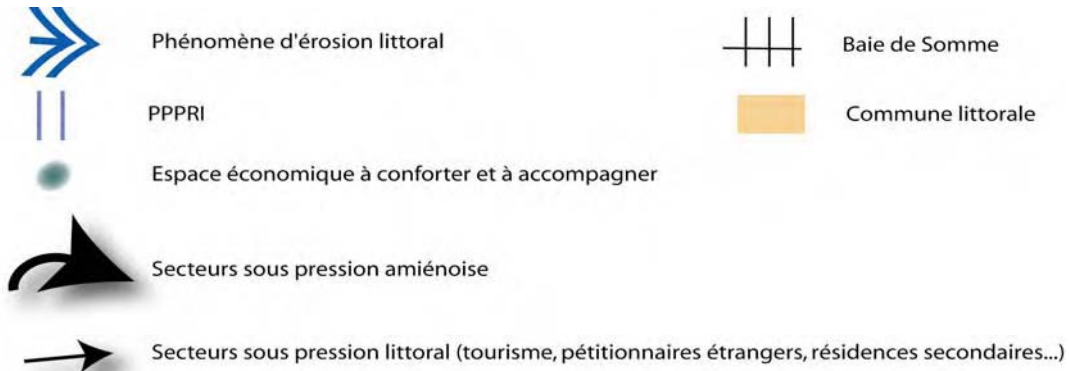 Phénomène d'érosion littoral
Baie de Somme
PPPRI
Commune littorale
Espace économique à conforter et à accompagner
Secteurs sous pression amiénoise
Secteurs sous pression littoral (tourisme, pétitionnaires étrangers, résidences secondaires...)